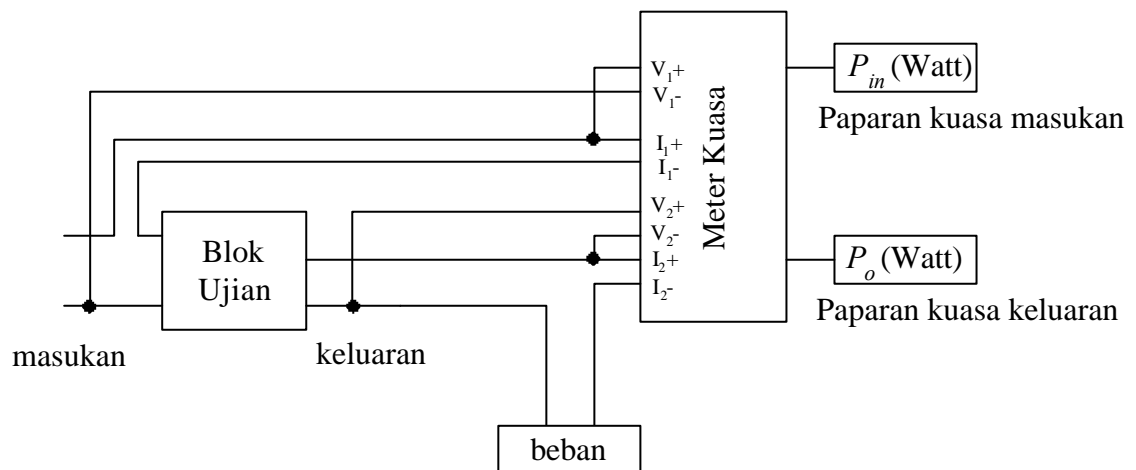 V1+
V1-
I1+
I1-
V2+
V2-
I2+
I2-
Meter Kuasa
Pin (Watt)
Paparan kuasa masukan
Po (Watt)
Paparan kuasa keluaran
Blok
Ujian
masukan
keluaran
beban